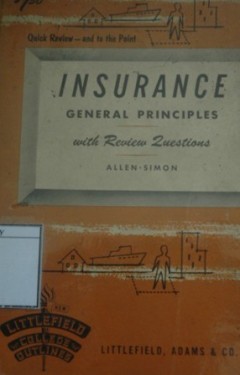 Quick Review — and to the Point
INSURANCE
GENERAL PRINCIPLES
with Review Questions
ALLEN-SIMON
LITTLEFIELD
COLLEGE
OUTLINES
LITTLEFIELD, ADAMS & CO.